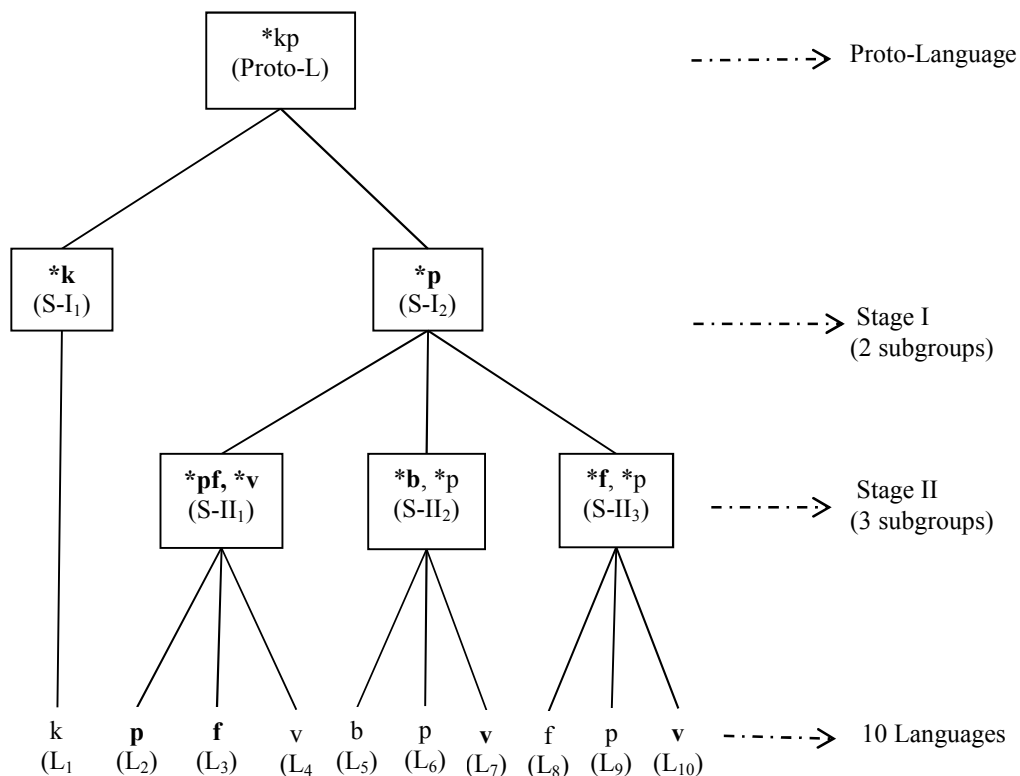 *kp
(Proto-L)
Proto-Language
*k
(S-I₁)
*p
(S-I₂)
Stage I
(2 subgroups)
*pf, *v
(S-II₁)
*b, *p
(S-II₂)
*f, *p
(S-II₃)
Stage II
(3 subgroups)
k
(L₁)
p
(L₂)
f
(L₃)
v
(L₄)
b
(L₅)
p
(L₆)
v
(L₇)
f
(L₈)
p
(L₉)
v
(L₁₀)
10 Languages